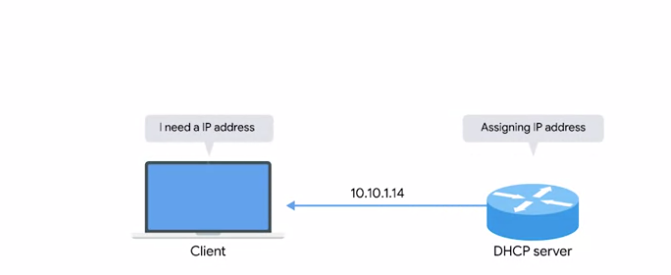 I need a IP address
Assigning IP address
10.10.1.14
Client
DHCP server